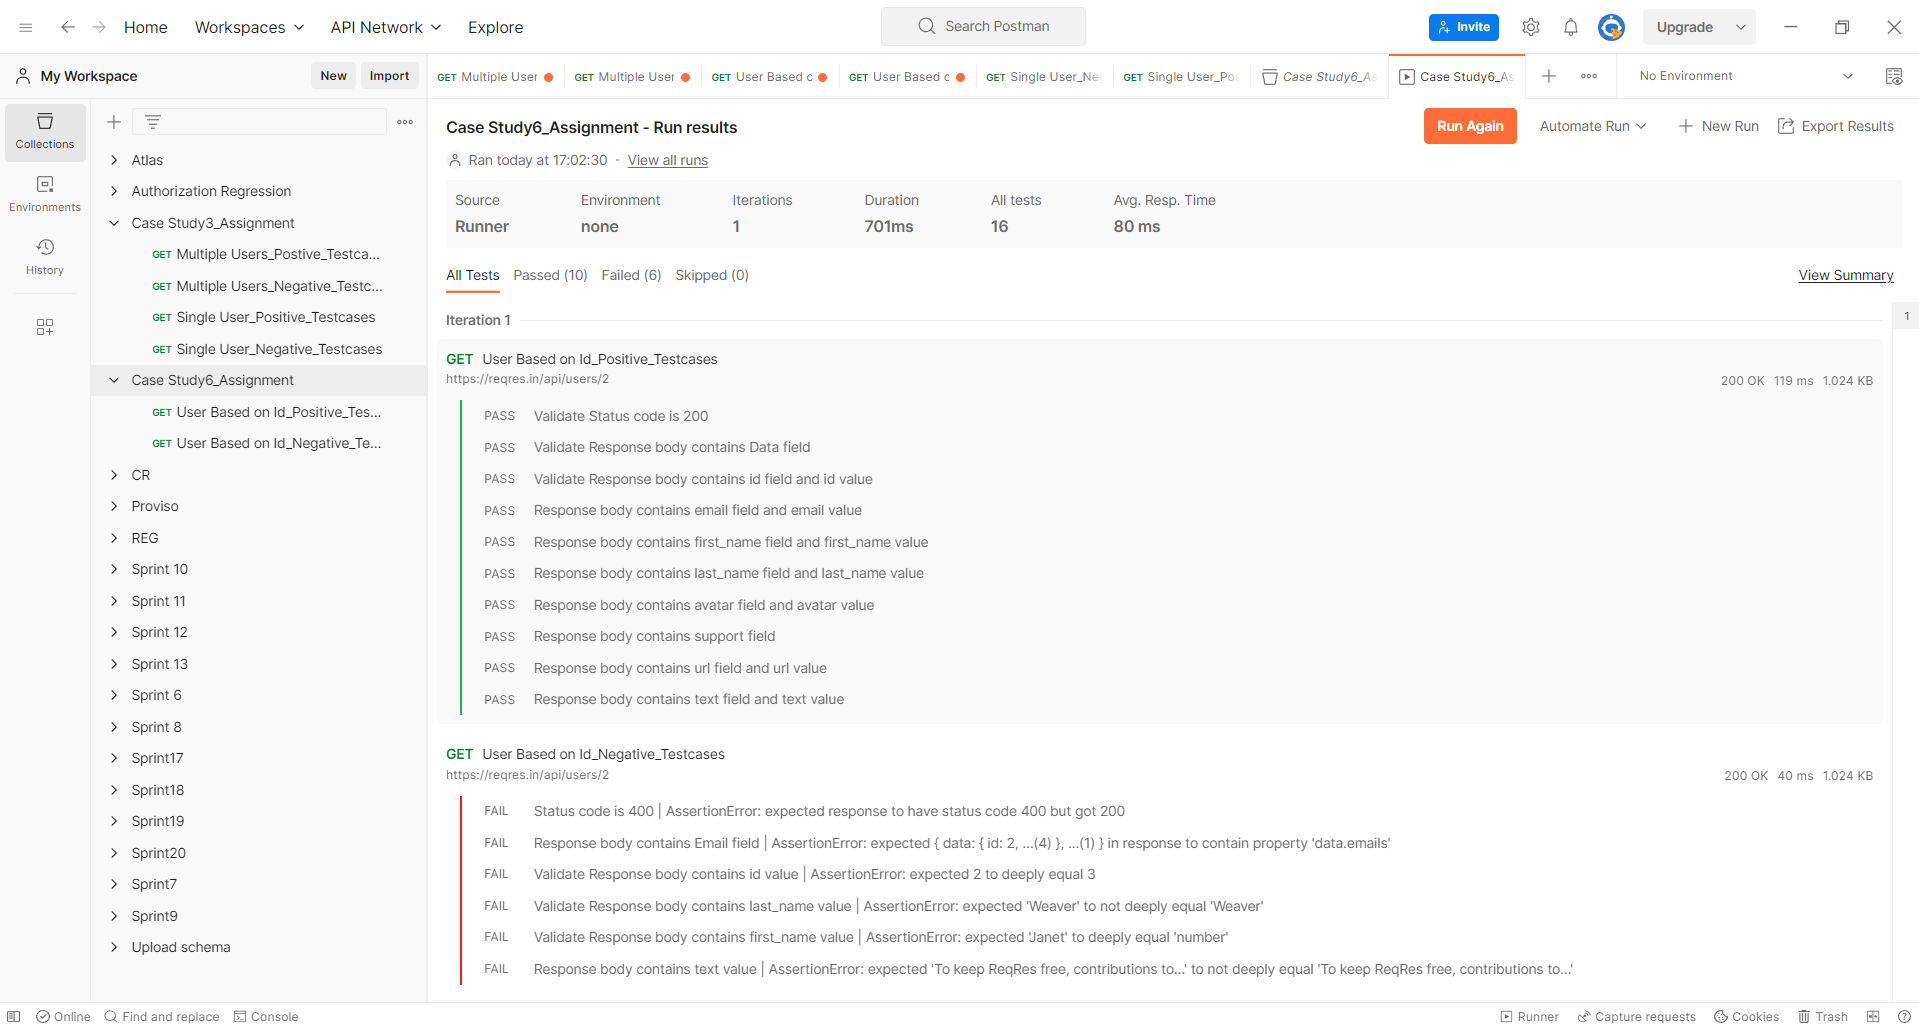 Home Workspaces API Network Explore Search Postman Invite Upgrade
My Workspace New Import
GET Multiple User GET Multiple User GET User Based o GET User Based o GET Single User_Ne GET Single User_Pos Case Study6_As Case Study6_As No Environment
Collections
Environments
History
Atlas
Authorization Regression
Case Study3_Assignment
GET Multiple Users_Postive_Testca...
GET Multiple Users_Negative_Testc...
GET Single User_Positive_Testcases
GET Single User_Negative_Testcases
Case Study6_Assignment
GET User Based on Id_Positive_Tes...
GET User Based on Id_Negative_Te...
CR
Proviso
REG
Sprint 10
Sprint 11
Sprint 12
Sprint 13
Sprint 6
Sprint 8
Sprint17
Sprint18
Sprint19
Sprint20
Sprint7
Sprint9
Upload schema
Case Study6_Assignment - Run results
Run Again Automate Run New Run Export Results
Ran today at 17:02:30 · View all runs
Source Environment Iterations Duration All tests Avg. Resp. Time
Runner none 1 701ms 16 80 ms
All Tests Passed (10) Failed (6) Skipped (0) View Summary
Iteration 1
1
GET User Based on Id_Positive_Testcases
https://reqres.in/api/users/2
200 OK 119 ms 1.024 KB
PASS Validate Status code is 200
PASS Validate Response body contains Data field
PASS Validate Response body contains id field and id value
PASS Response body contains email field and email value
PASS Response body contains first_name field and first_name value
PASS Response body contains last_name field and last_name value
PASS Response body contains avatar field and avatar value
PASS Response body contains support field
PASS Response body contains url field and url value
PASS Response body contains text field and text value
GET User Based on Id_Negative_Testcases
https://reqres.in/api/users/2
200 OK 40 ms 1.024 KB
FAIL Status code is 400 | AssertionError: expected response to have status code 400 but got 200
FAIL Response body contains Email field | AssertionError: expected { data: { id: 2, …(4) }, …(1) } in response to contain property 'data.emails'
FAIL Validate Response body contains id value | AssertionError: expected 2 to deeply equal 3
FAIL Validate Response body contains last_name value | AssertionError: expected 'Weaver' to not deeply equal 'Weaver'
FAIL Validate Response body contains first_name value | AssertionError: expected 'Janet' to deeply equal 'number'
FAIL Response body contains text value | AssertionError: expected 'To keep ReqRes free, contributions to…' to not deeply equal 'To keep ReqRes free, contributions to…'
Online Find and replace Console Runner Capture requests Cookies Trash